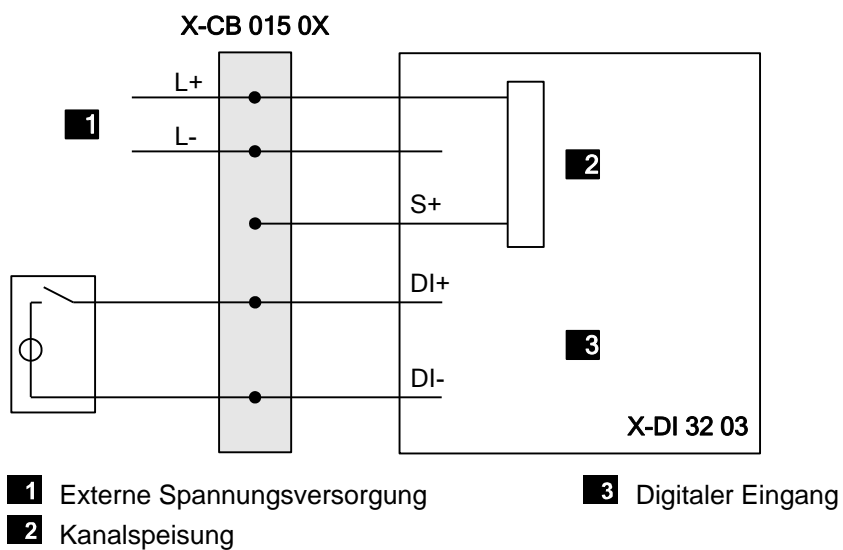 X-CB 015 0X
L+
1
L-
2
S+
DI+
3
DI-
X-DI 32 03
1 Externe Spannungsversorgung
3 Digitaler Eingang
2 Kanalspeisung